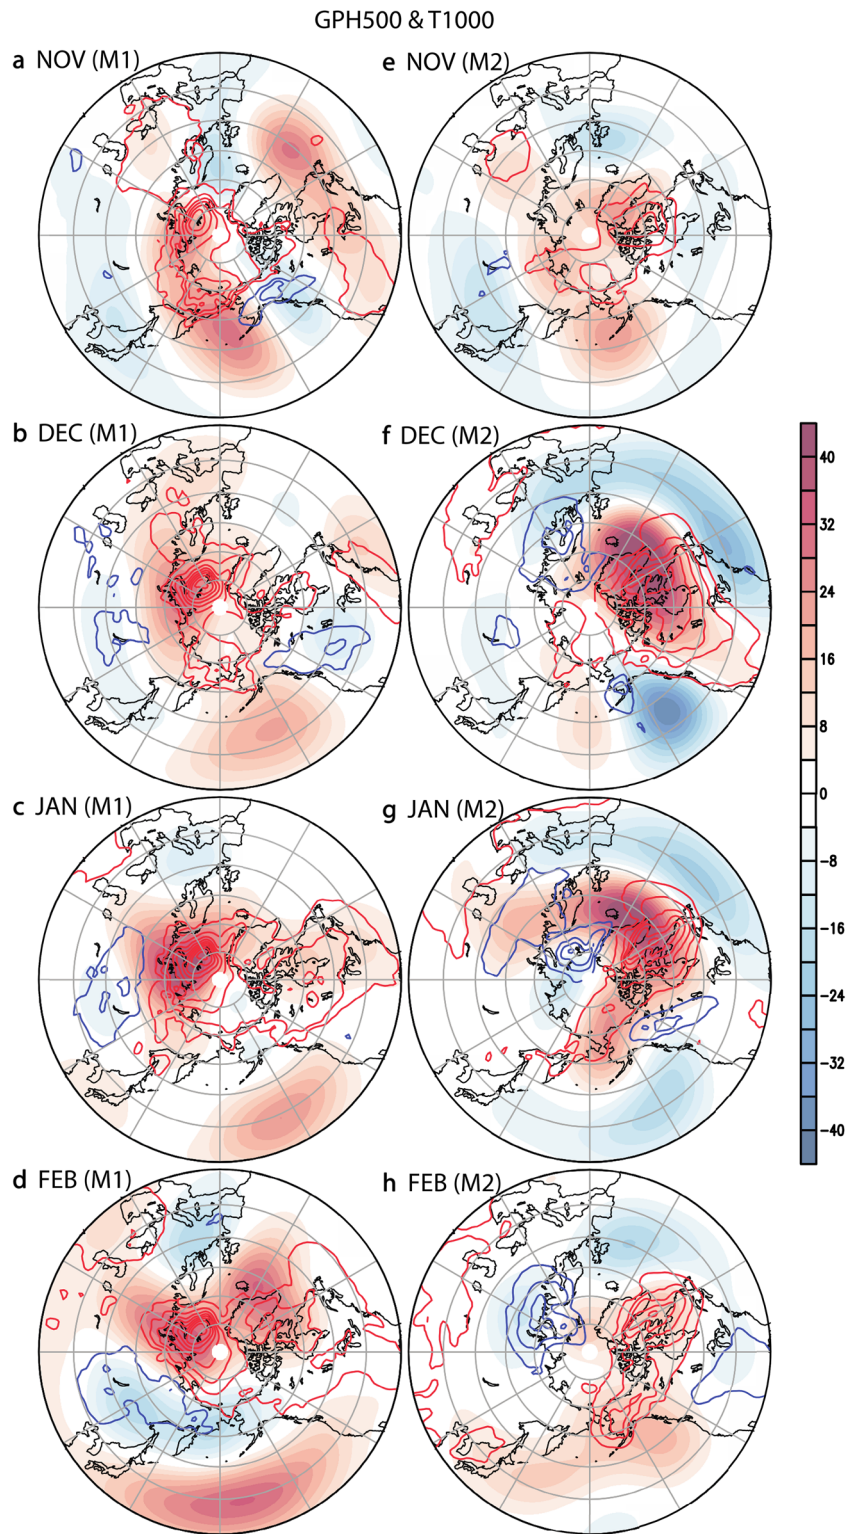 GPH500 & T1000
a NOV (M1)
e NOV (M2)
b DEC (M1)
f DEC (M2)
c JAN (M1)
g JAN (M2)
d FEB (M1)
h FEB (M2)
40
32
24
16
8
0
-8
-16
-24
-32
-40